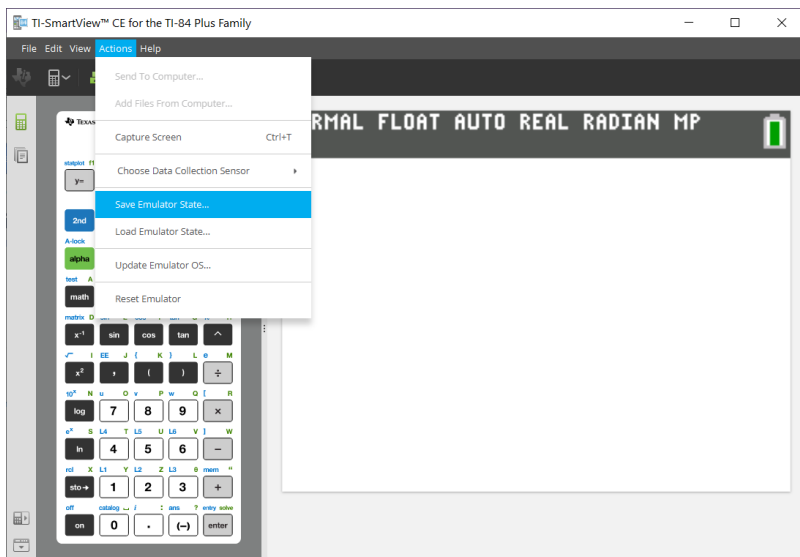 TI-SmartView™ CE for the TI-84 Plus Family
File Edit View Actions Help
Send To Computer...
Add Files From Computer...
Capture Screen Ctrl+T
Choose Data Collection Sensor
Save Emulator State...
Load Emulator State...
Update Emulator OS...
Reset Emulator
RMAL FLOAT AUTO REAL RADIAN MP
TEXAS
statplot f1
y=
2nd
A-lock
alpha
test A
math
matrix D
x⁻¹ sin cos tan ^
√ I EE J { K } L e M
x² , ( ) ÷
10ˣ N u O v P w Q [ R
log 7 8 9 ×
eˣ S L4 T L5 U L6 V ] W
ln 4 5 6 −
rcl X L1 Y L2 Z L3 θ mem "
sto→ 1 2 3 +
off catalog i : ans ? entry solve
on 0 . (−) enter